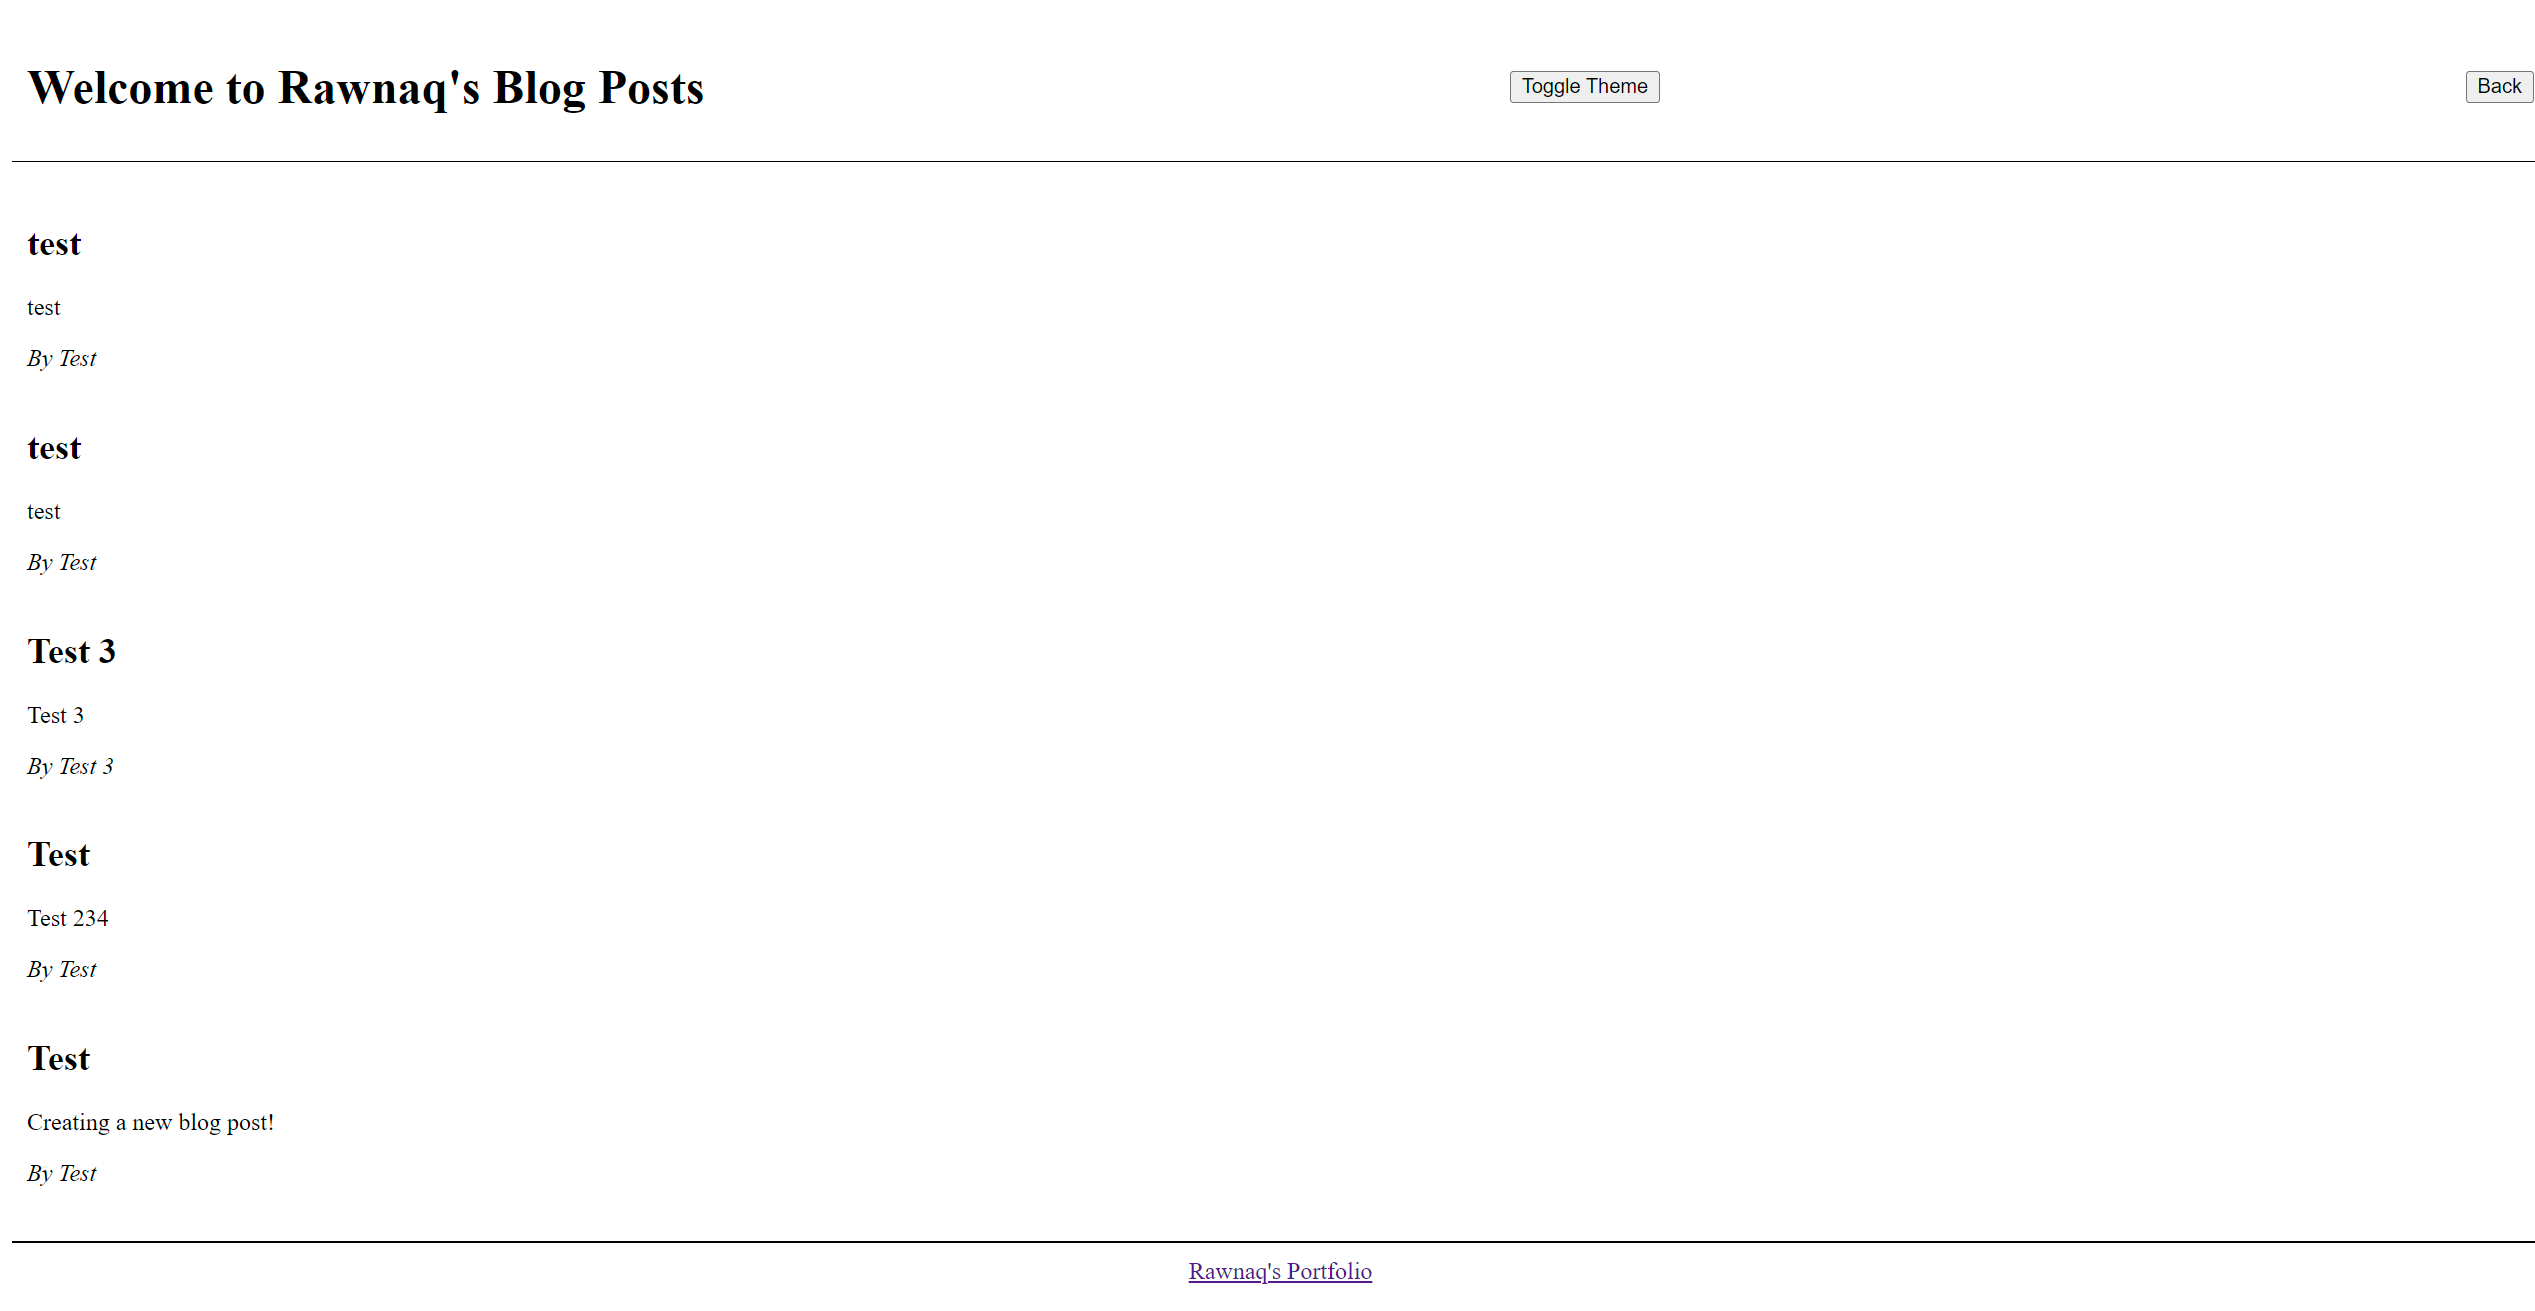 Welcome to Rawnaq's Blog Posts
Toggle Theme
Back
test
test
By Test
test
test
By Test
Test 3
Test 3
By Test 3
Test
Test 234
By Test
Test
Creating a new blog post!
By Test
Rawnaq's Portfolio